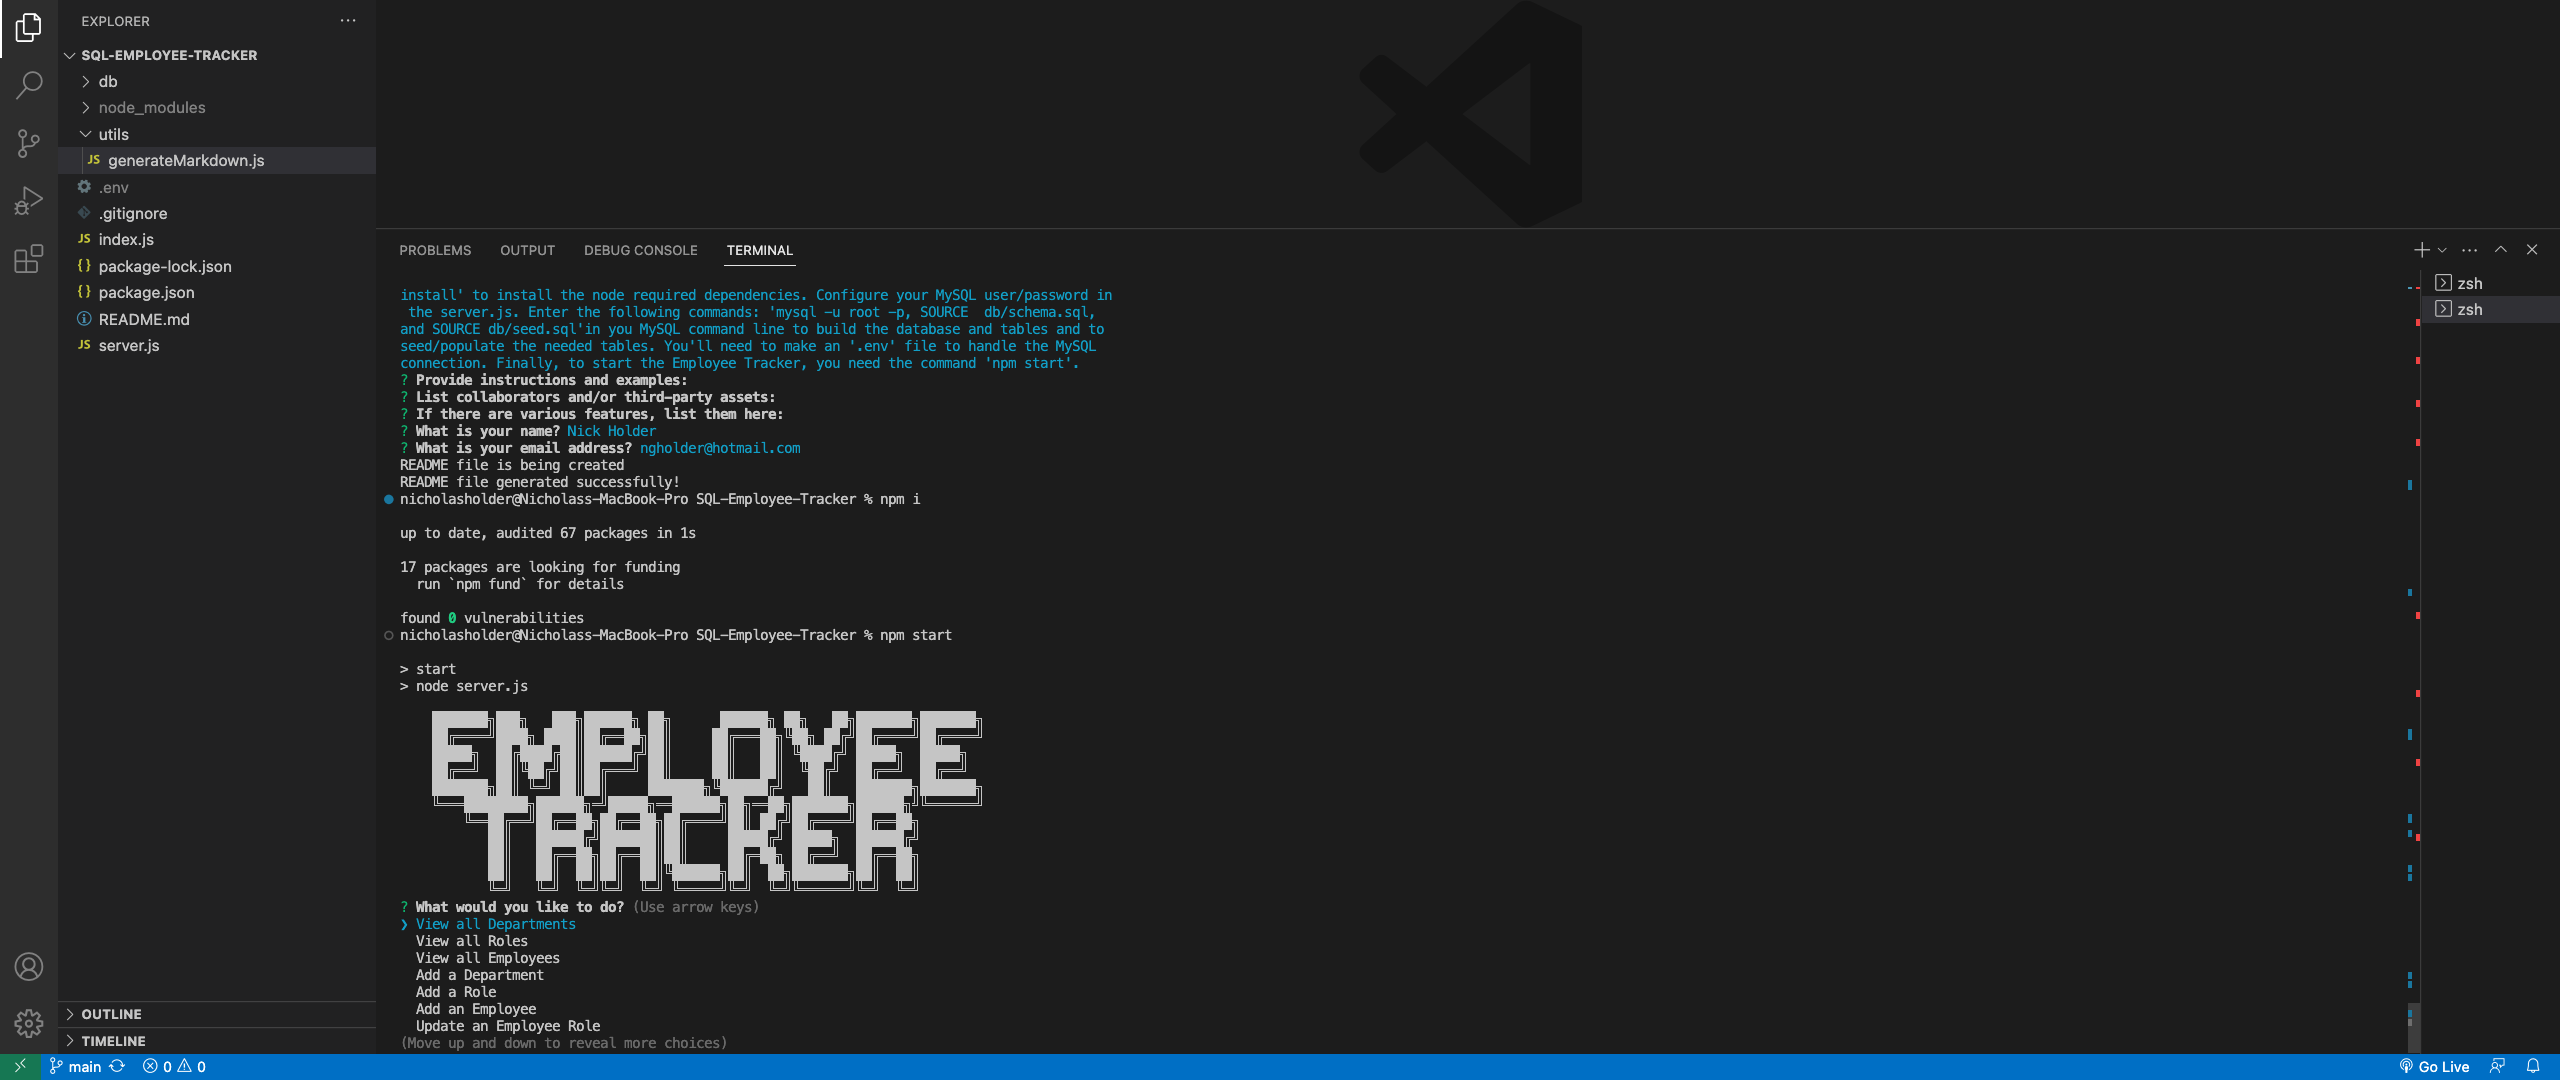 EXPLORER
SQL-EMPLOYEE-TRACKER
db
node_modules
utils
JS generateMarkdown.js
.env
.gitignore
JS index.js
{} package-lock.json
{} package.json
README.md
JS server.js
OUTLINE
TIMELINE
PROBLEMS OUTPUT DEBUG CONSOLE TERMINAL
install' to install the node required dependencies. Configure your MySQL user/password in
the server.js. Enter the following commands: 'mysql -u root -p, SOURCE  db/schema.sql,
and SOURCE db/seed.sql'in you MySQL command line to build the database and tables and to
seed/populate the needed tables. You'll need to make an '.env' file to handle the MySQL
connection. Finally, to start the Employee Tracker, you need the command 'npm start'.
? Provide instructions and examples:
? List collaborators and/or third-party assets:
? If there are various features, list them here:
? What is your name? Nick Holder
? What is your email address? ngholder@hotmail.com
README file is being created
README file generated successfully!
nicholasholder@Nicholass-MacBook-Pro SQL-Employee-Tracker % npm i
up to date, audited 67 packages in 1s
17 packages are looking for funding
run `npm fund` for details
found 0 vulnerabilities
nicholasholder@Nicholass-MacBook-Pro SQL-Employee-Tracker % npm start
> start
> node server.js
EMPLOYEE
TRACKER
? What would you like to do? (Use arrow keys)
❯ View all Departments
View all Roles
View all Employees
Add a Department
Add a Role
Add an Employee
Update an Employee Role
(Move up and down to reveal more choices)
zsh
zsh
main 0 0
Go Live